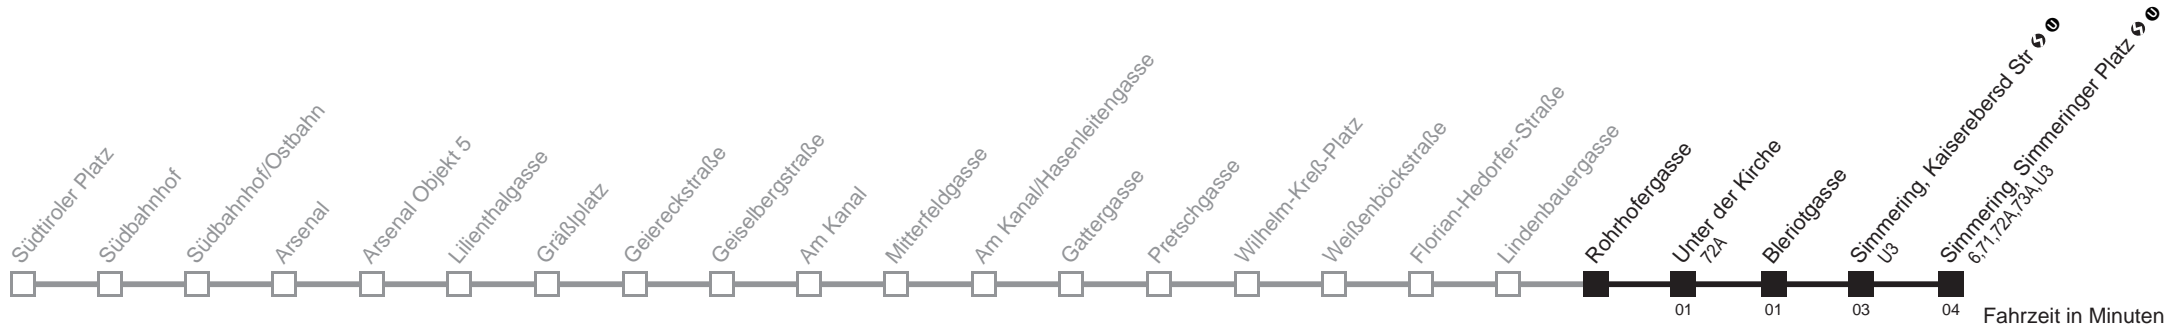 Südtiroler Platz
Südbahnhof
Südbahnhof/Ostbahn
Arsenal
Arsenal Objekt 5
Lilienthalgasse
Gräßlplatz
Geiereckstraße
Geiselbergstraße
Am Kanal
Mitterfeldgasse
Am Kanal/Hasenleitengasse
Gattergasse
Pretschgasse
Wilhelm-Kreß-Platz
Weißenböckstraße
Florian-Hedorfer-Straße
Lindenbauergasse
Rohrhofergasse
Unter der Kirche
72A
Bleriotgasse
Simmering, Kaiserebersd Str S U
U3
Simmering, Simmeringer Platz S U
6,71,72A,73A,U3
01
01
03
04
Fahrzeit in Minuten